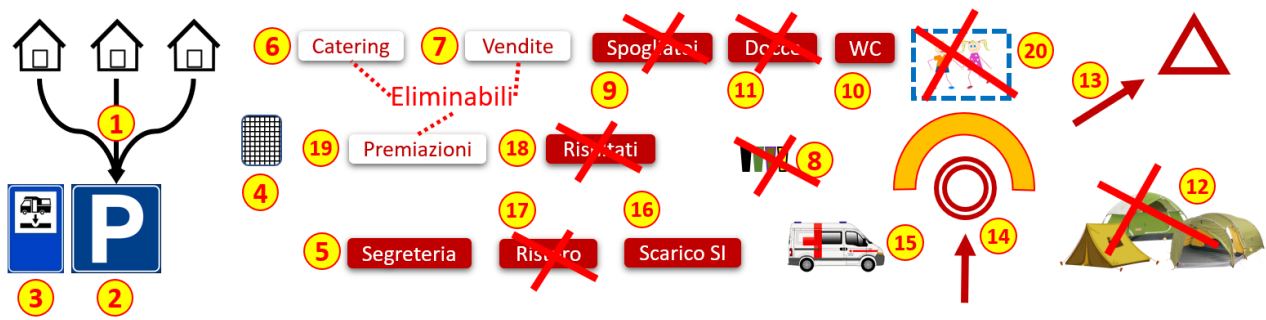 6 Catering 7 Vendite Spogliatoi Docce WC 20
9 11 10 13
Eliminabili
1
19 Premiazioni 18 Risultati 8
4 12
17 16
P
5 Segreteria Ristoro Scarico SI 15 14
3 2